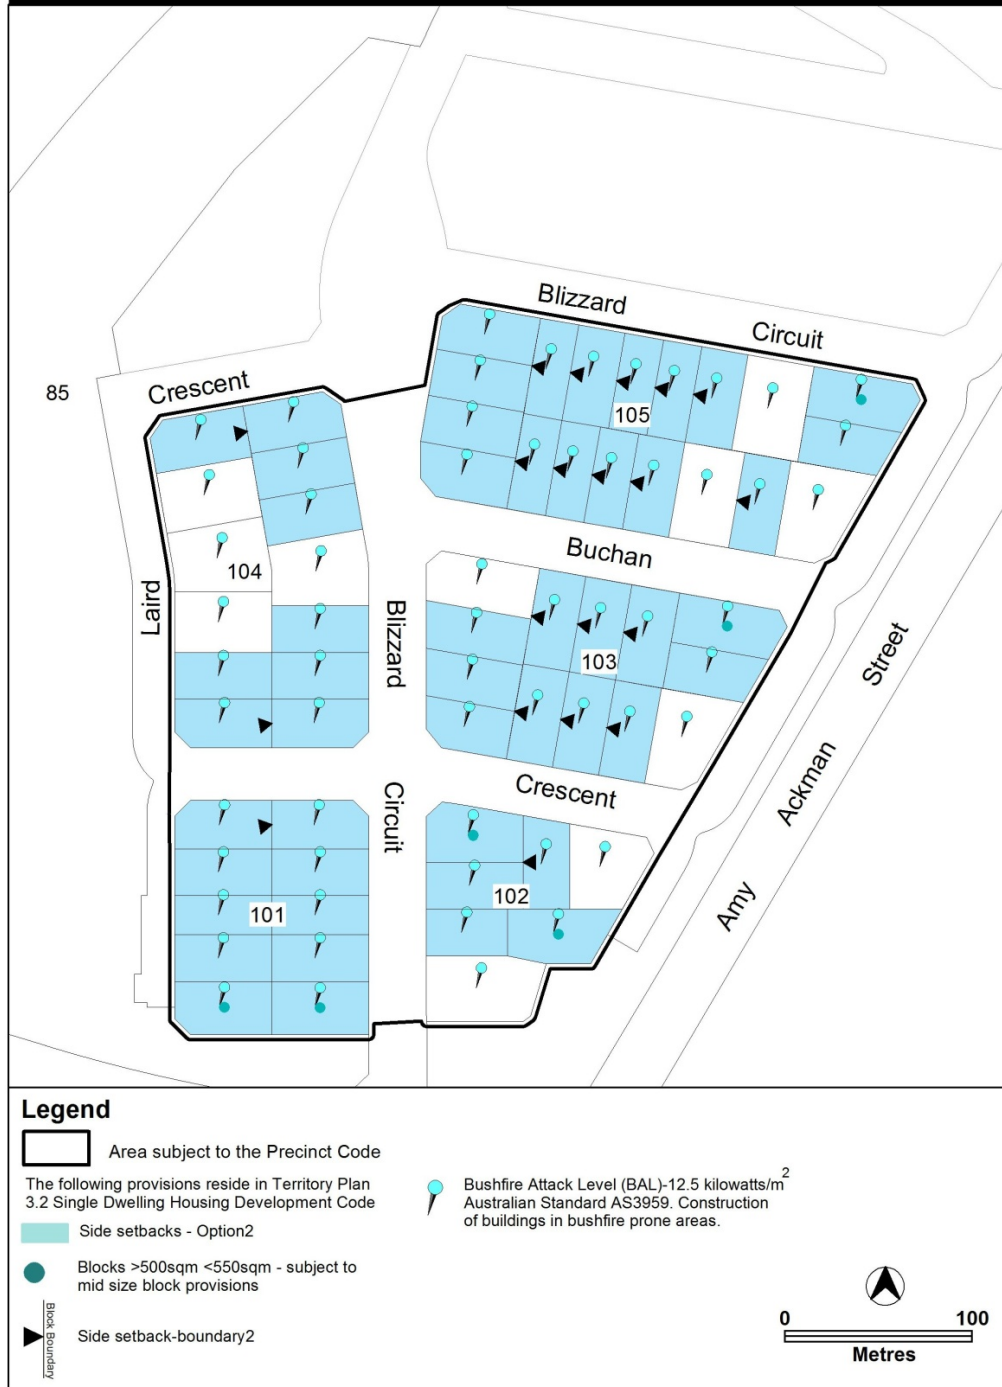 Blizzard
Circuit
85
Crescent
105
Buchan
104
Laird
Blizzard
103
Street
Crescent
Circuit
Ackman
102
101
Amy
Legend
Area subject to the Precinct Code
The following provisions reside in Territory Plan
3.2 Single Dwelling Housing Development Code
Side setbacks - Option2
Blocks >500sqm <550sqm - subject to
mid size block provisions
Block Boundary
Side setback-boundary2
Bushfire Attack Level (BAL)-12.5 kilowatts/m²
Australian Standard AS3959. Construction
of buildings in bushfire prone areas.
0 100
Metres